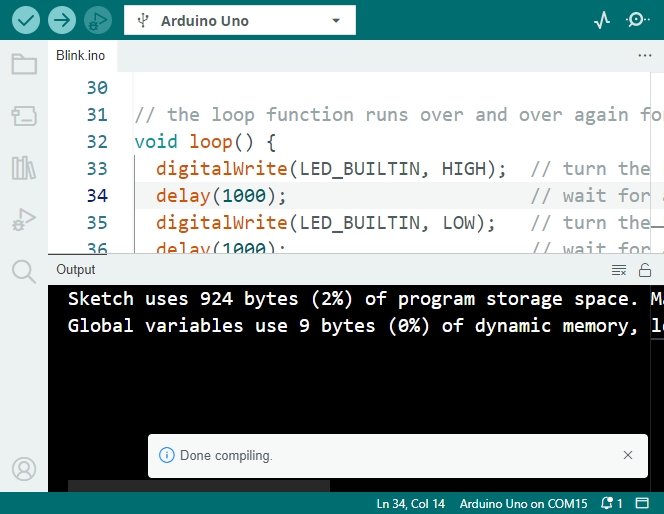 Arduino Uno
Blink.ino
30
31 // the loop function runs over and over again fo
32 void loop() {
33 digitalWrite(LED_BUILTIN, HIGH); // turn the
34 delay(1000); // wait for
35 digitalWrite(LED_BUILTIN, LOW); // turn the
36 delay(1000); // wait for
Output
Sketch uses 924 bytes (2%) of program storage space. Ma
Global variables use 9 bytes (0%) of dynamic memory, l
Done compiling.
Ln 34, Col 14 Arduino Uno on COM15 1